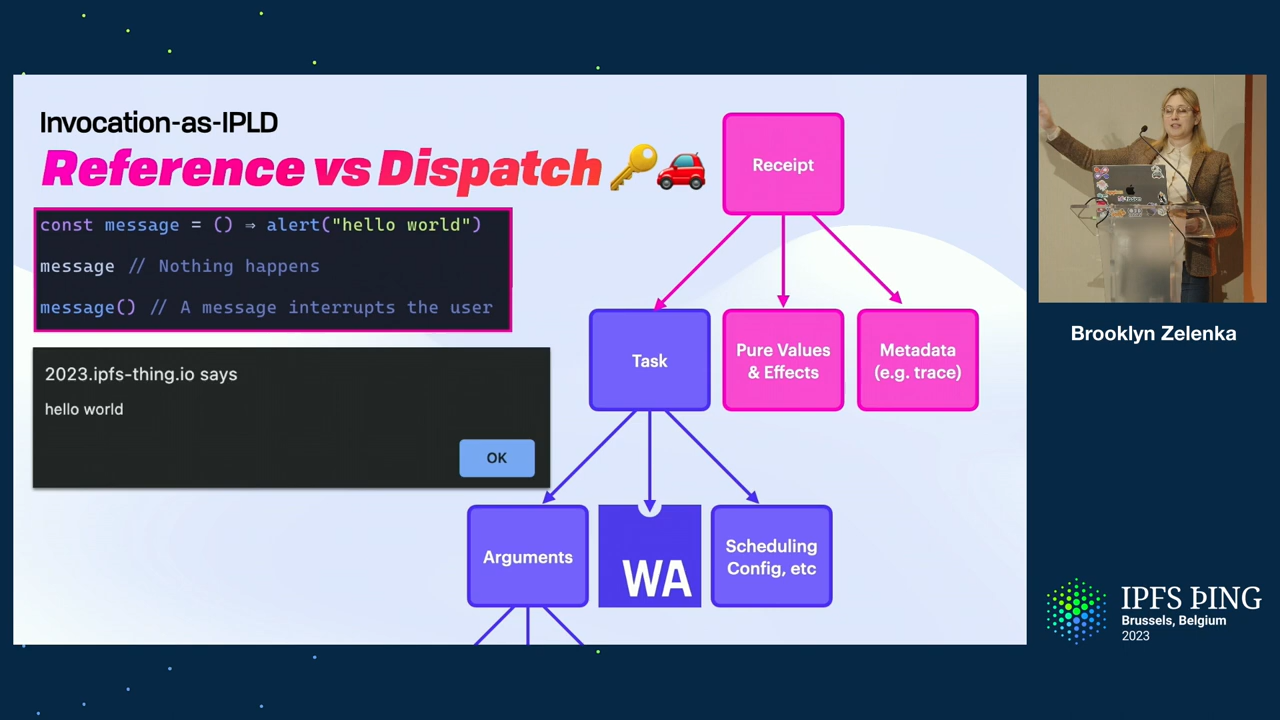 Invocation-as-IPLD
Reference vs Dispatch 🔑🚗
const message = () ⇒ alert("hello world")
message // Nothing happens
message() // A message interrupts the user
2023.ipfs-thing.io says
hello world
OK
Receipt
Task
Pure Values
& Effects
Metadata
(e.g. trace)
Arguments
WA
Scheduling
Config, etc
Brooklyn Zelenka
IPFS ÞING
Brussels, Belgium
2023